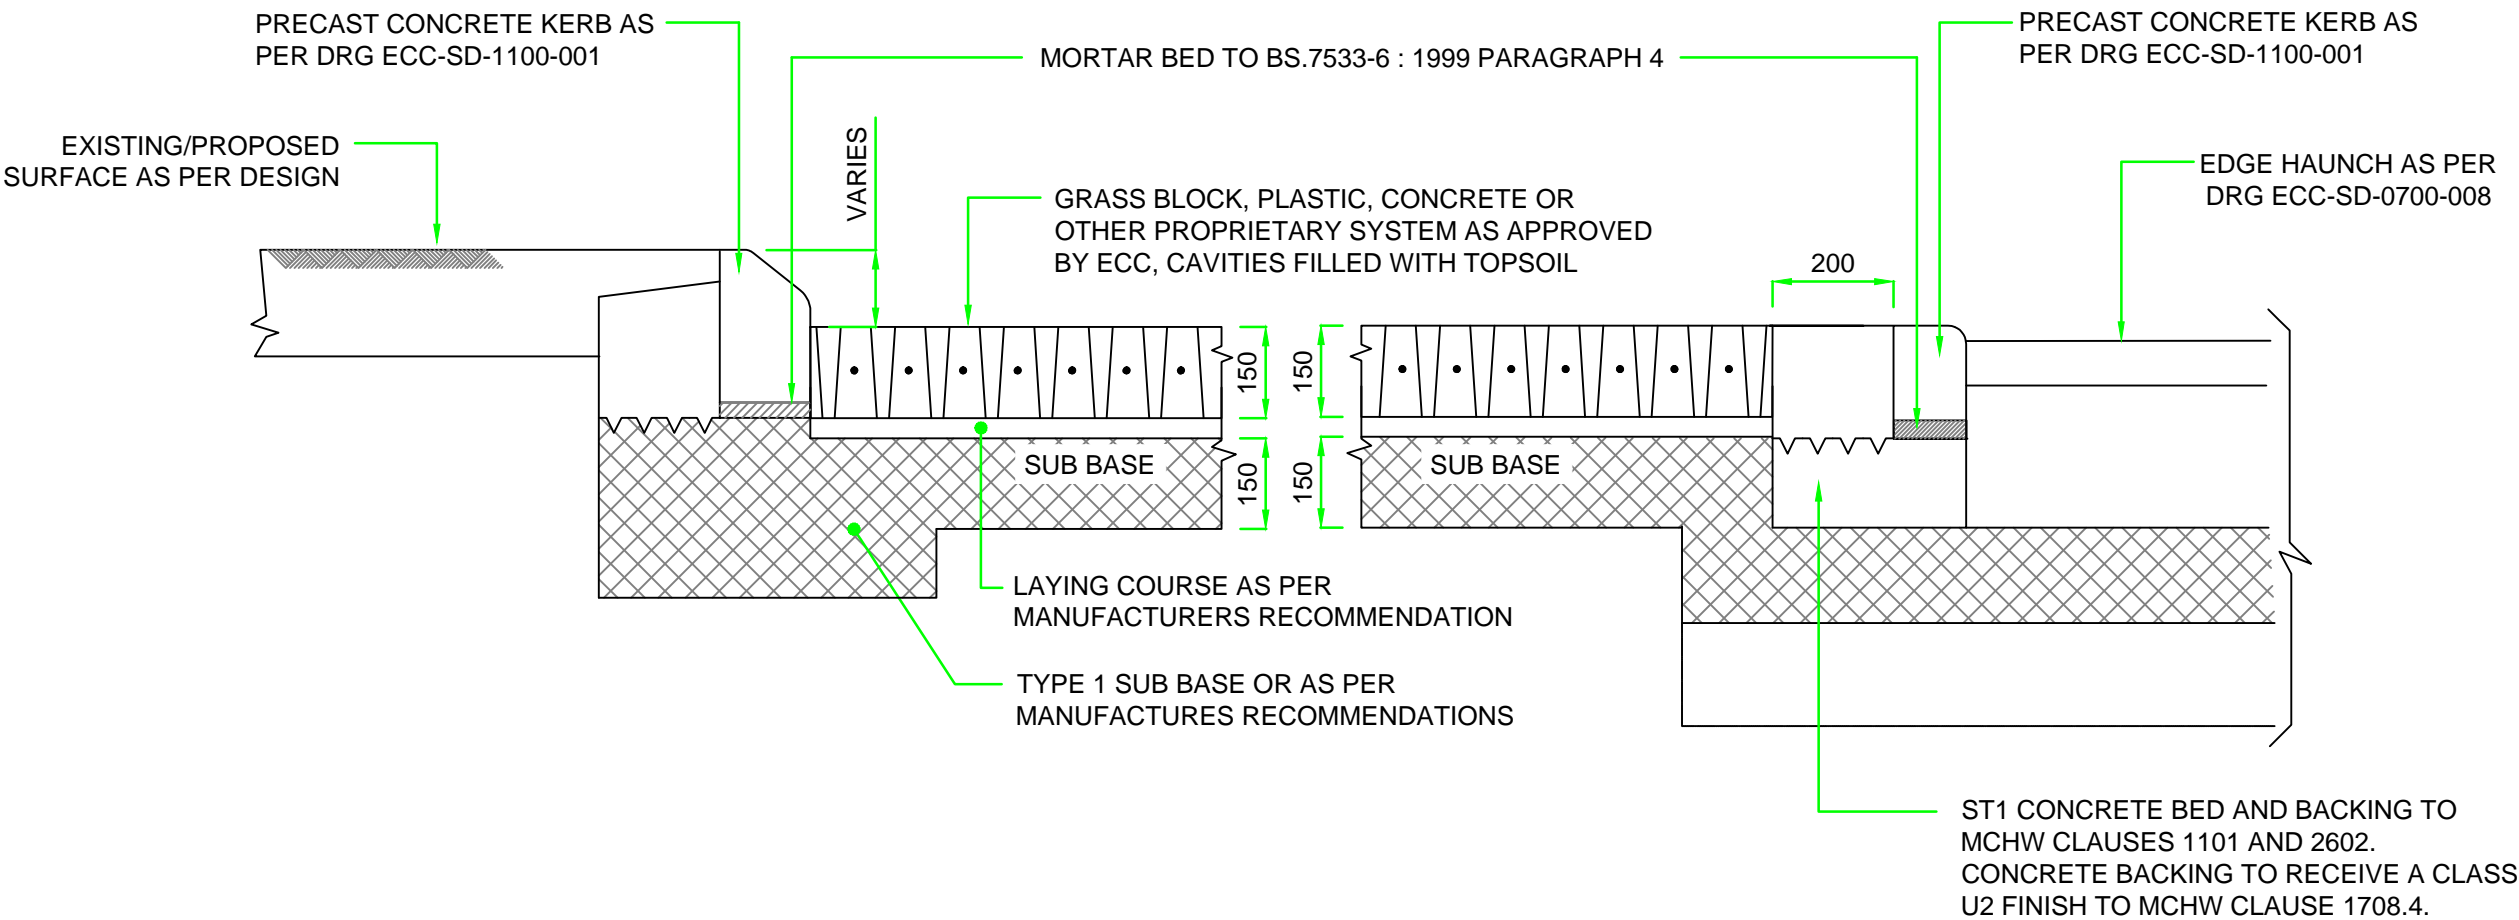 PRECAST CONCRETE KERB AS
PER DRG ECC-SD-1100-001
MORTAR BED TO BS.7533-6 : 1999 PARAGRAPH 4
PRECAST CONCRETE KERB AS
PER DRG ECC-SD-1100-001
EXISTING/PROPOSED
SURFACE AS PER DESIGN
VARIES
GRASS BLOCK, PLASTIC, CONCRETE OR
OTHER PROPRIETARY SYSTEM AS APPROVED
BY ECC, CAVITIES FILLED WITH TOPSOIL
EDGE HAUNCH AS PER
DRG ECC-SD-0700-008
200
150
150
SUB BASE
150
150
SUB BASE
LAYING COURSE AS PER
MANUFACTURERS RECOMMENDATION
TYPE 1 SUB BASE OR AS PER
MANUFACTURES RECOMMENDATIONS
ST1 CONCRETE BED AND BACKING TO
MCHW CLAUSES 1101 AND 2602.
CONCRETE BACKING TO RECEIVE A CLASS
U2 FINISH TO MCHW CLAUSE 1708.4.